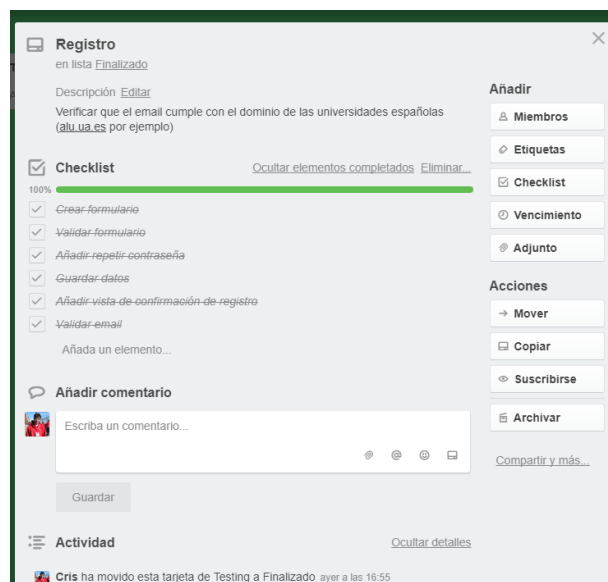 Registro
en lista Finalizado
Descripción Editar
Verificar que el email cumple con el dominio de las universidades españolas
(alu.ua.es por ejemplo)
Checklist Ocultar elementos completados Eliminar...
100%
Crear formulario
Validar formulario
Añadir repetir contraseña
Guardar datos
Añadir vista de confirmación de registro
Validar email
Añada un elemento...
Añadir comentario
Escriba un comentario...
Guardar
Actividad Ocultar detalles
Cris ha movido esta tarjeta de Testing a Finalizado ayer a las 16:55
Añadir
Miembros
Etiquetas
Checklist
Vencimiento
Adjunto
Acciones
Mover
Copiar
Suscribirse
Archivar
Compartir y más...